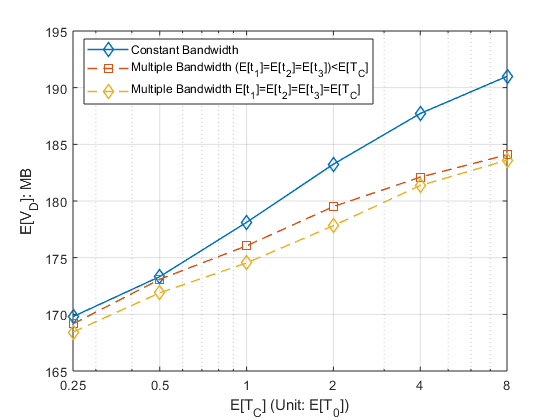 195
190
185
180
175
170
165
E[V_D]: MB
Constant Bandwidth
Multiple Bandwidth (E[t_1]=E[t_2]=E[t_3])<E[T_C]
Multiple Bandwidth E[t_1]=E[t_2]=E[t_3]=E[T_C]
0.25 0.5 1 2 4 8
E[T_C] (Unit: E[T_0])